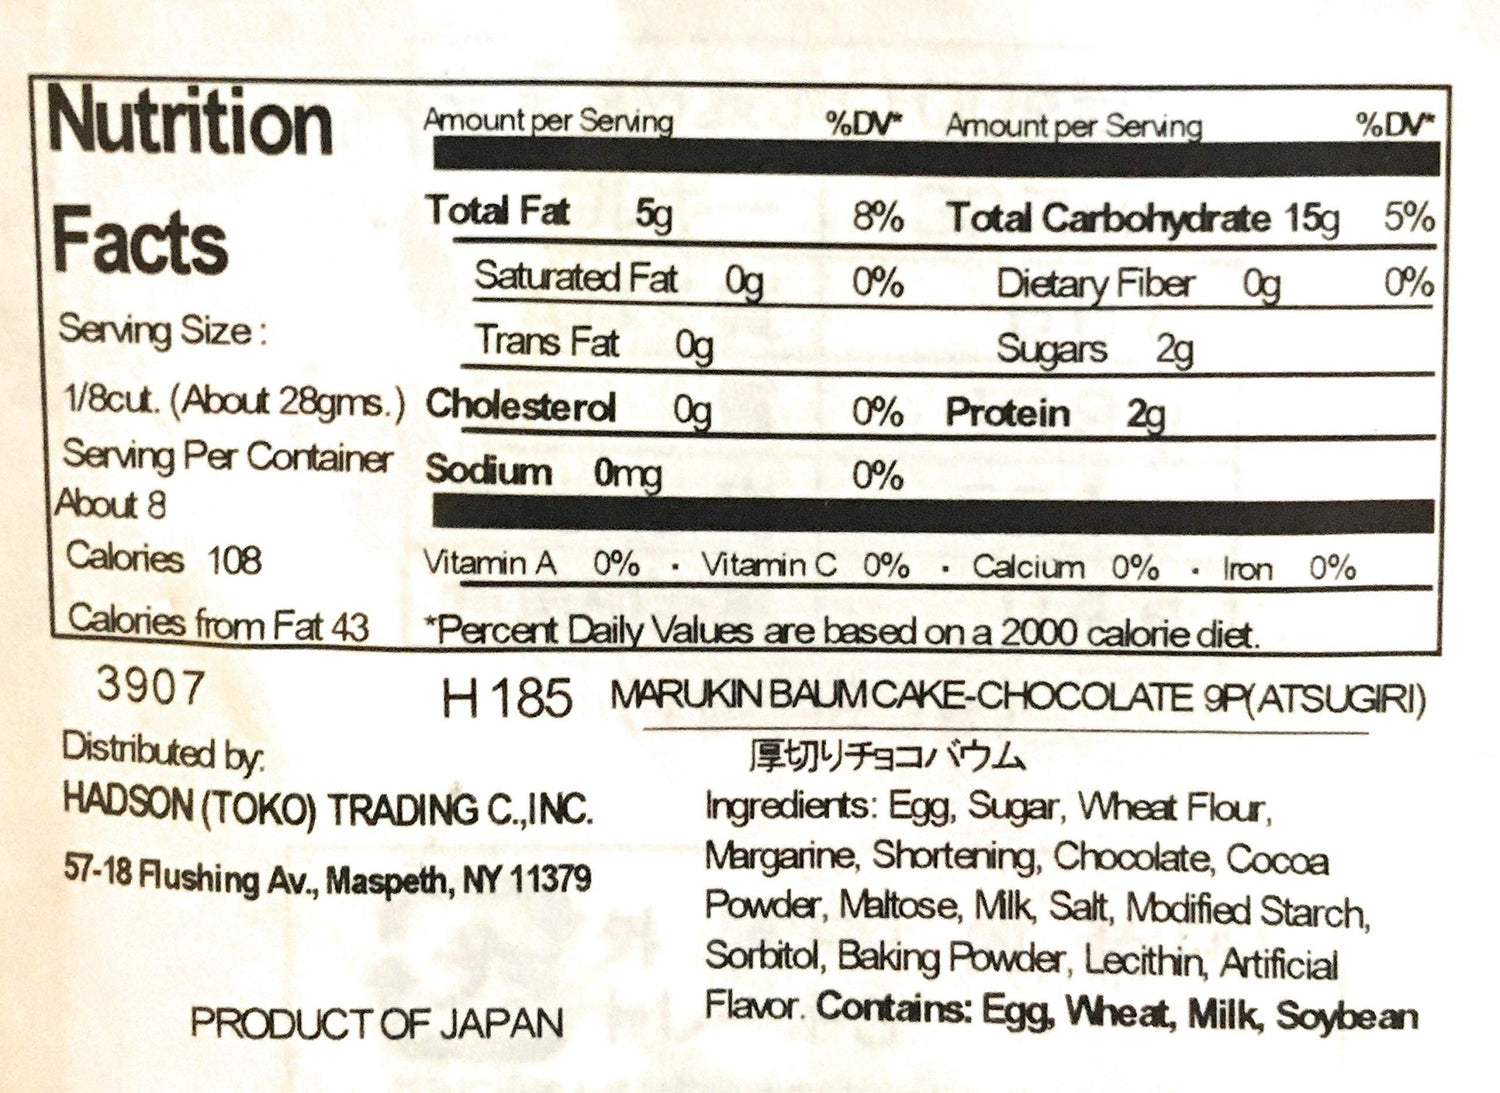 Nutrition
Facts
Serving Size :
1/8cut. (About 28gms.)
Serving Per Container
About 8
Calories 108
Calories from Fat 43
Amount per Serving %DV* Amount per Serving %DV*
Total Fat 5g 8% Total Carbohydrate 15g 5%
Saturated Fat 0g 0% Dietary Fiber 0g 0%
Trans Fat 0g Sugars 2g
Cholesterol 0g 0% Protein 2g
Sodium 0mg 0%
Vitamin A 0% · Vitamin C 0% · Calcium 0% · Iron 0%
*Percent Daily Values are based on a 2000 calorie diet.
3907
Distributed by:
HADSON (TOKO) TRADING C.,INC.
57-18 Flushing Av., Maspeth, NY 11379
PRODUCT OF JAPAN
H 185 MARUKIN BAUM CAKE-CHOCOLATE 9P(ATSUGIRI)
厚切りチョコバウム
Ingredients: Egg, Sugar, Wheat Flour,
Margarine, Shortening, Chocolate, Cocoa
Powder, Maltose, Milk, Salt, Modified Starch,
Sorbitol, Baking Powder, Lecithin, Artificial
Flavor. Contains: Egg, Wheat, Milk, Soybean